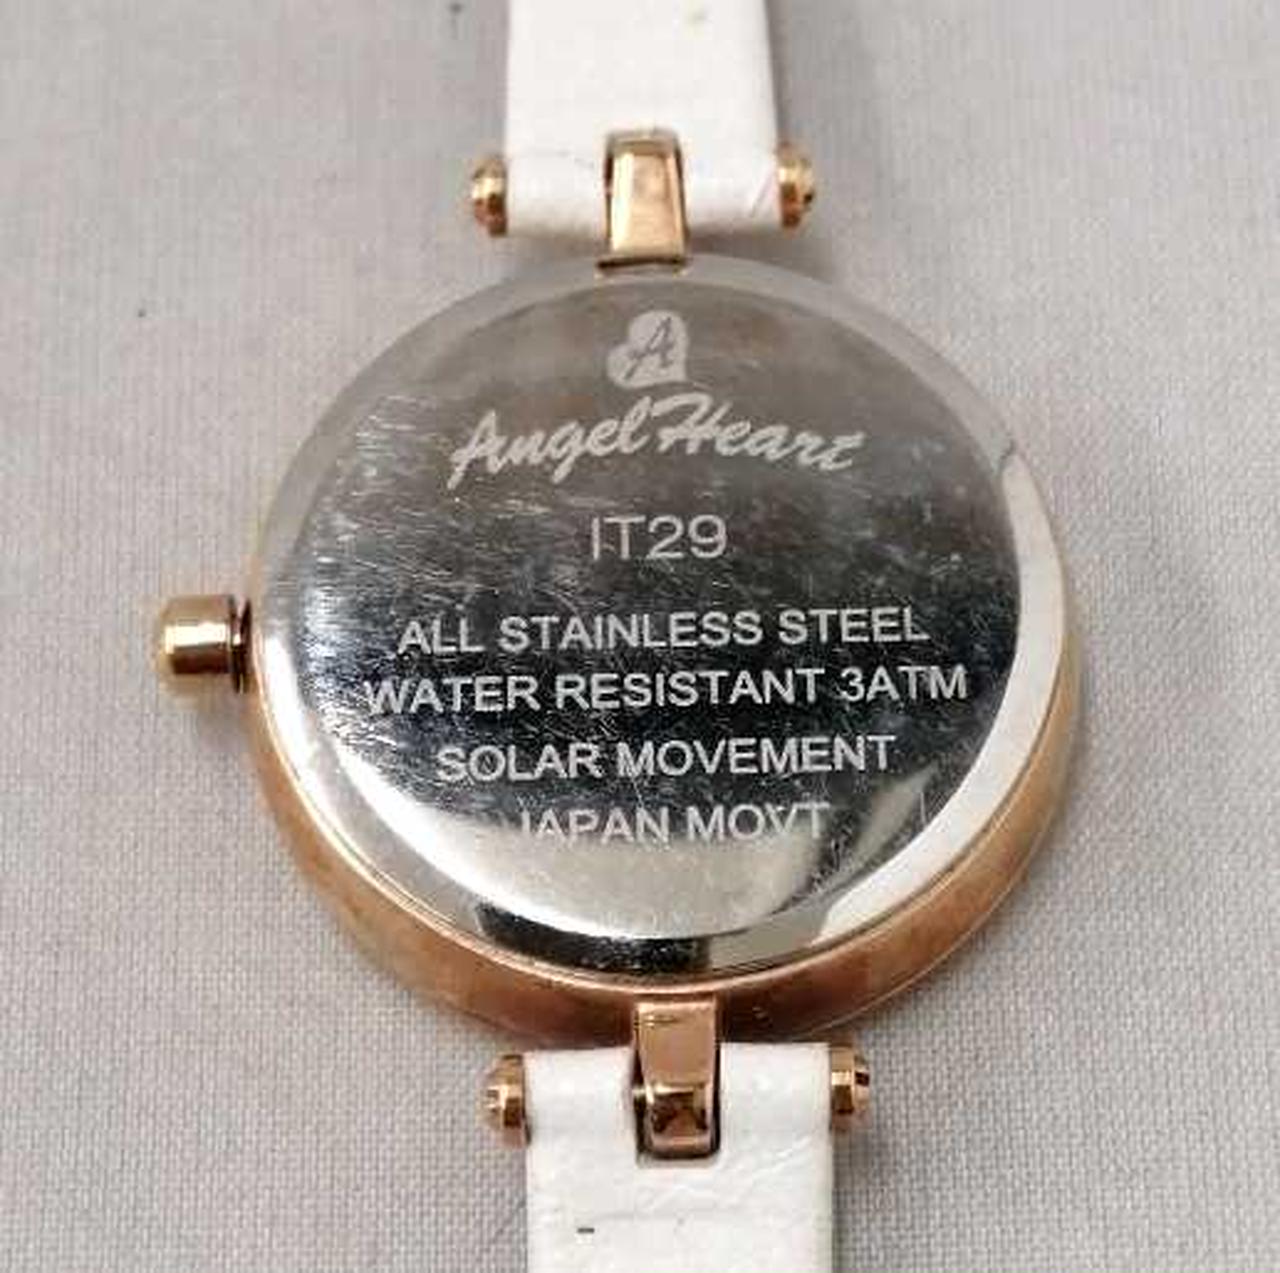 A
Angel Heart
IT29
ALL STAINLESS STEEL
WATER RESISTANT 3ATM
SOLAR MOVEMENT
JAPAN MOVT